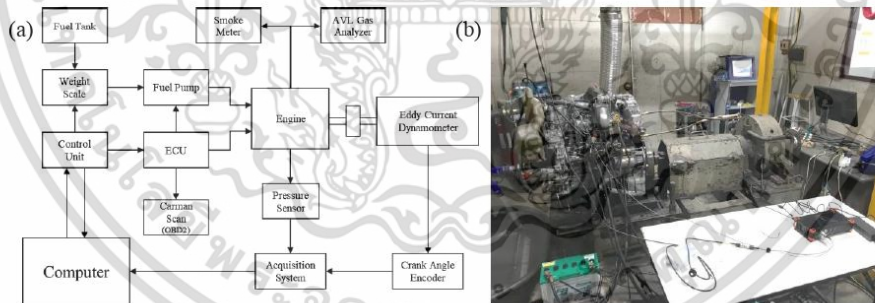 (a)
Fuel Tank
Smoke
Meter
AVL Gas
Analyzer
(b)
Weight
Scale
Fuel Pump
Engine
Eddy Current
Dynamometer
Control
Unit
ECU
Pressure
Sensor
Carman
Scan
(OBD2)
Computer
Acquisition
System
Crank Angle
Encoder